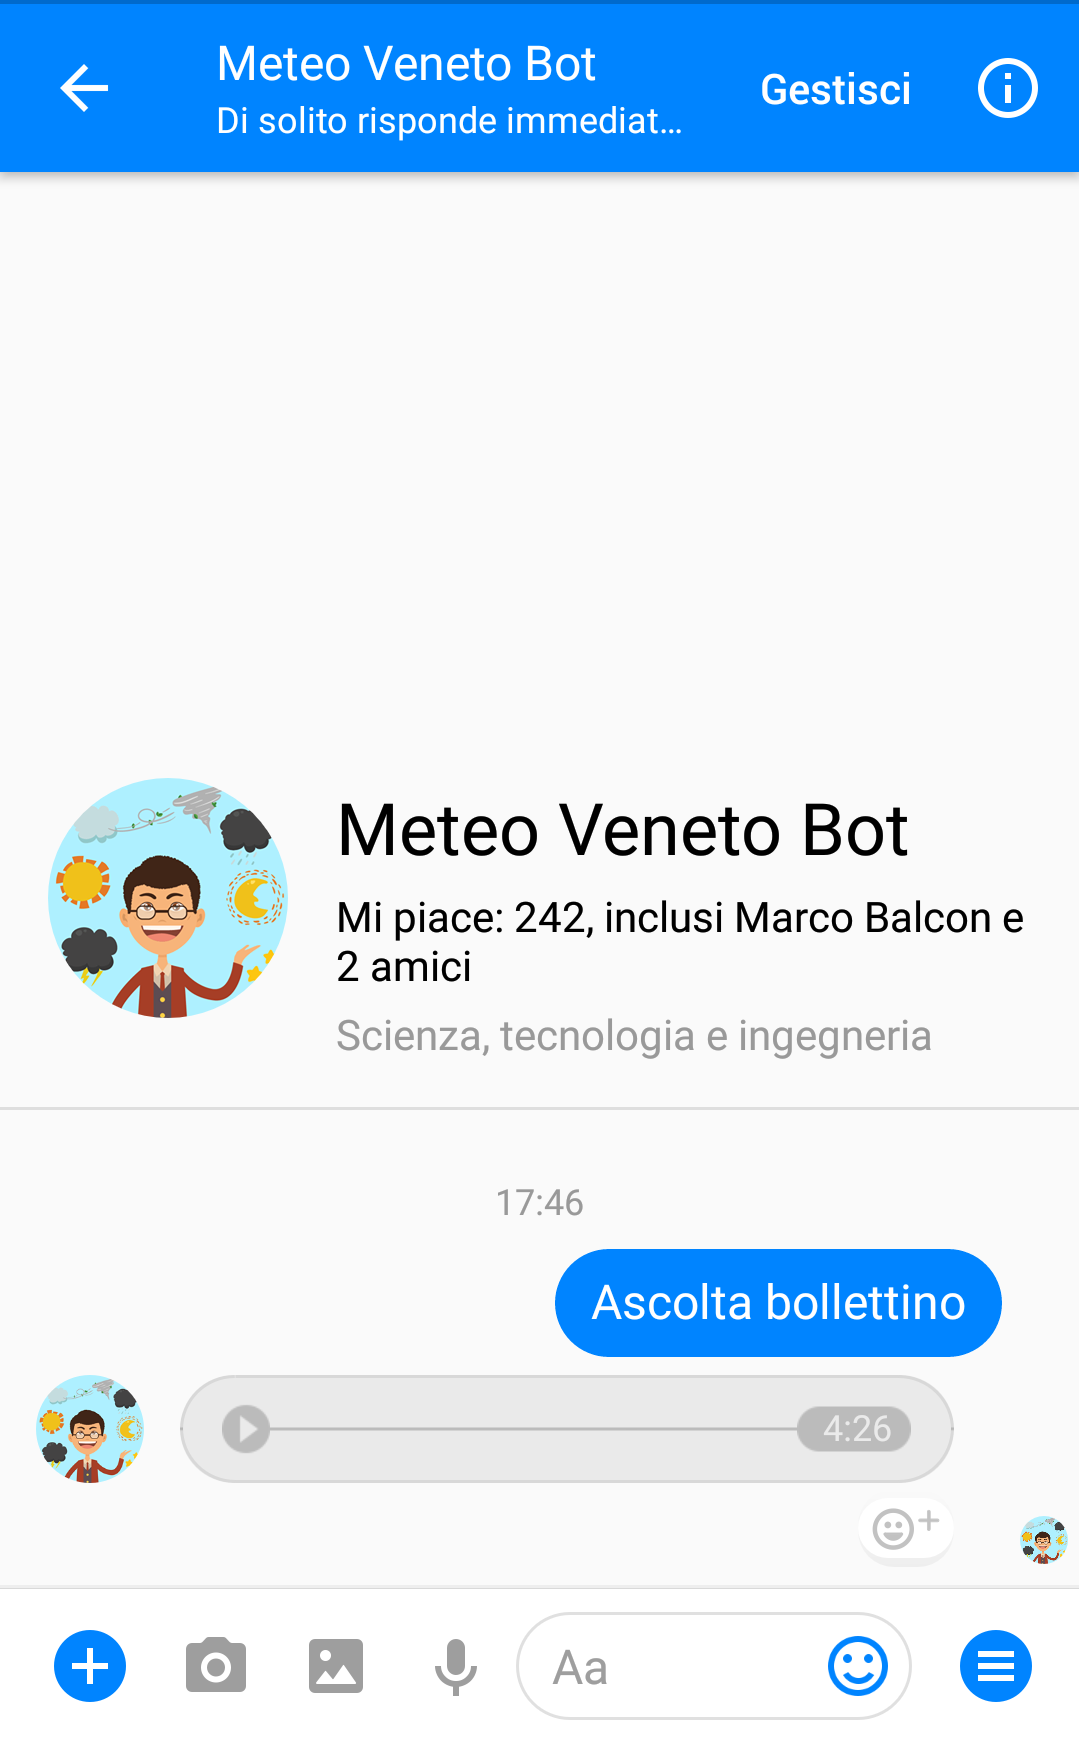 Meteo Veneto Bot
Di solito risponde immediat...
Gestisci
Meteo Veneto Bot
Mi piace: 242, inclusi Marco Balcon e
2 amici
Scienza, tecnologia e ingegneria
17:46
Ascolta bollettino
4:26
Aa